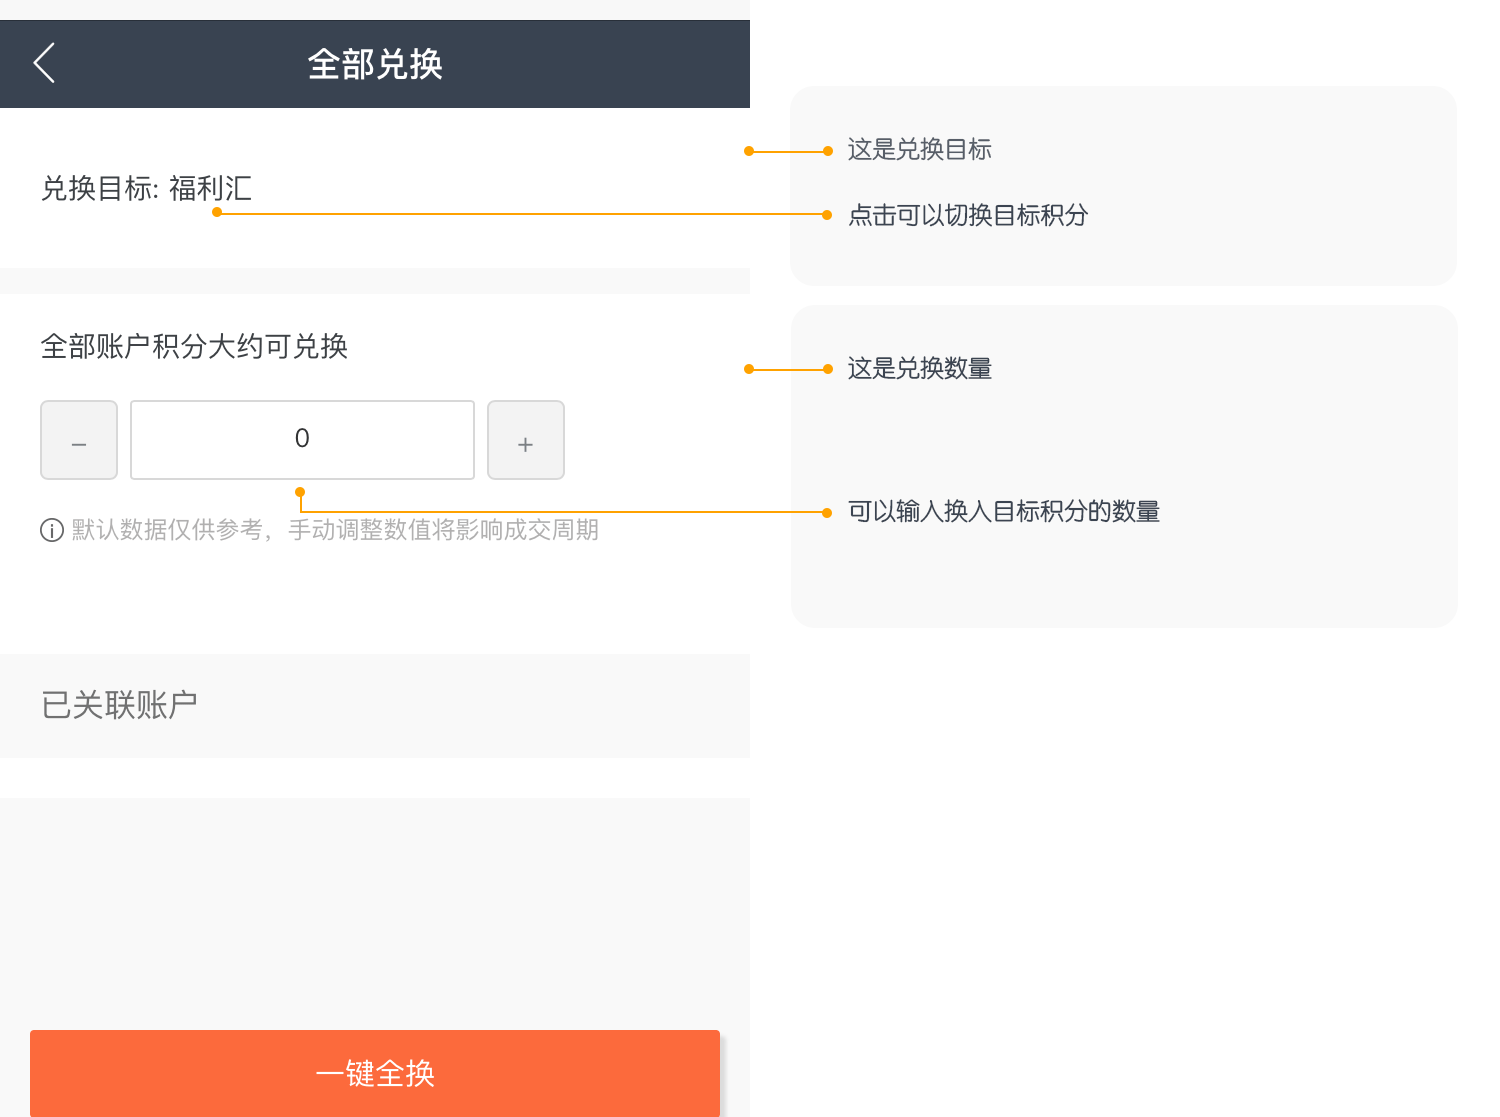 全部兑换
兑换目标: 福利汇
这是兑换目标
点击可以切换目标积分
全部账户积分大约可兑换
这是兑换数量
− 0 +
可以输入换入目标积分的数量
默认数据仅供参考，手动调整数值将影响成交周期
已关联账户
一键全换